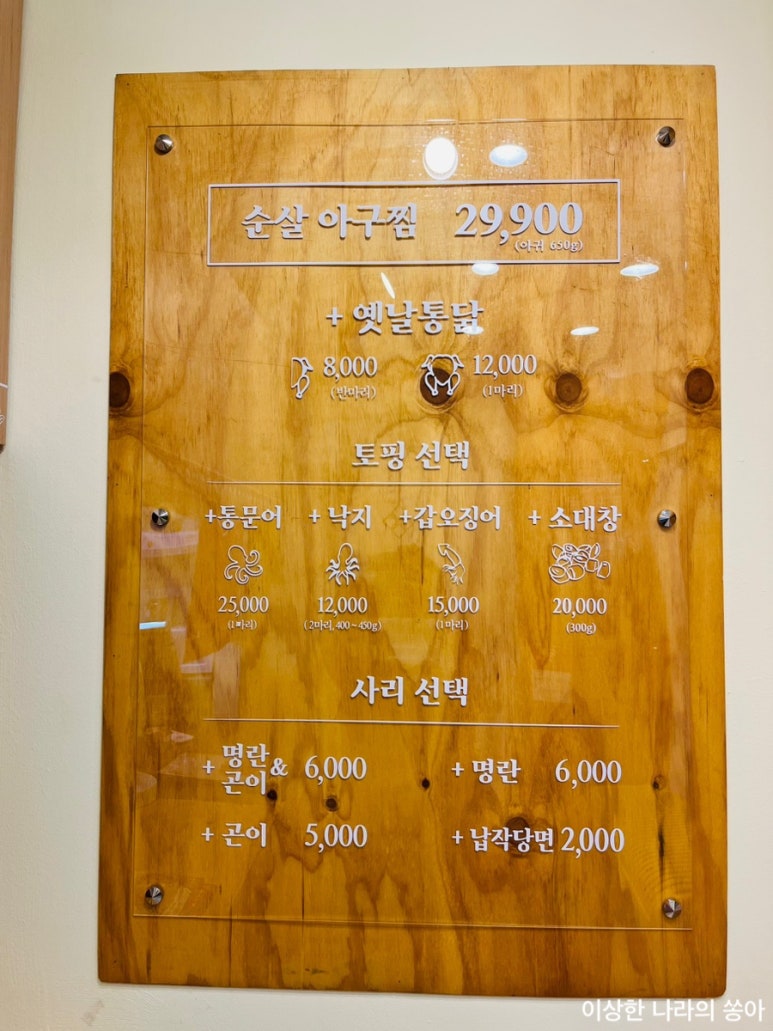 순살 아구찜 29,900
(아귀 650g)
+ 옛날통닭
8,000 12,000
(반마리) (1마리)
토핑 선택
+통문어 + 낙지 +갑오징어 + 소대창
25,000 12,000 15,000 20,000
(1마리) (2마리, 400~450g) (1마리) (300g)
사리 선택
+ 명란&곤이 6,000 + 명란 6,000
+ 곤이 5,000 + 납작당면 2,000
이상한 나라의 쏭아